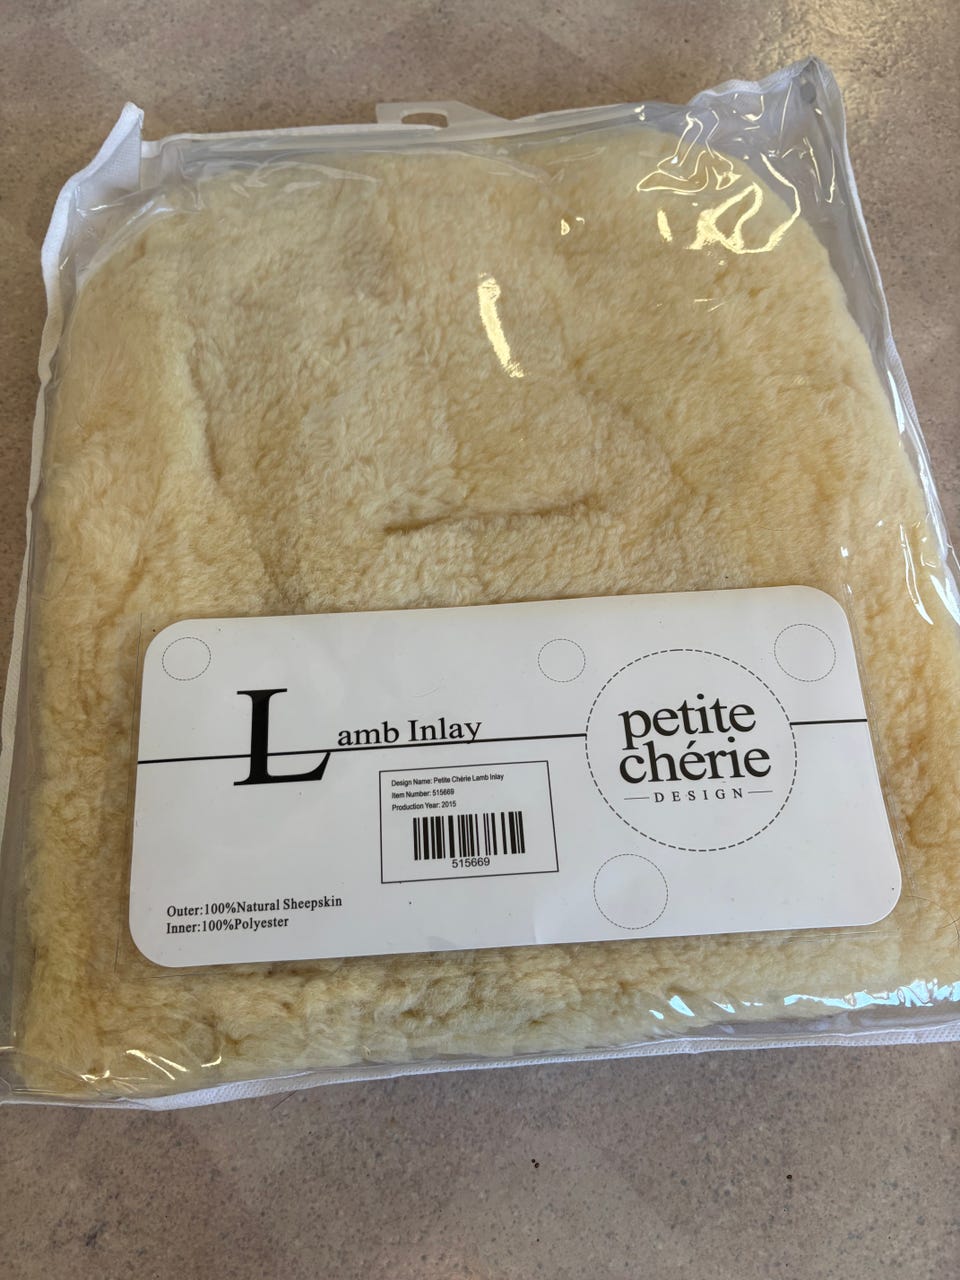 Lamb Inlay
petite
chérie
DESIGN
Design Name: Petite Chérie Lamb Inlay
Item Number: 515669
Production Year: 2015
515669
Outer:100%Natural Sheepskin
Inner:100%Polyester